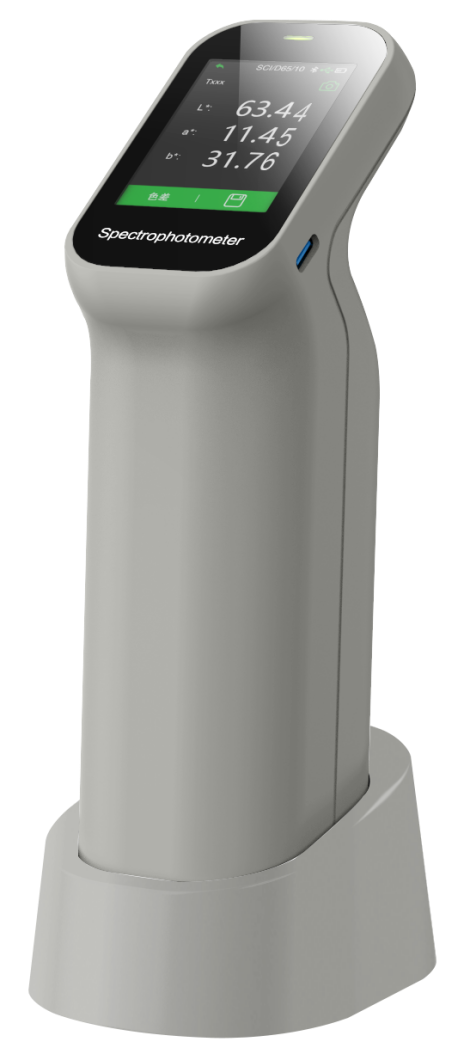 SCI/D65/10
Txxx
L*: 63.44
a*: 11.45
b*: 31.76
色差
Spectrophotometer